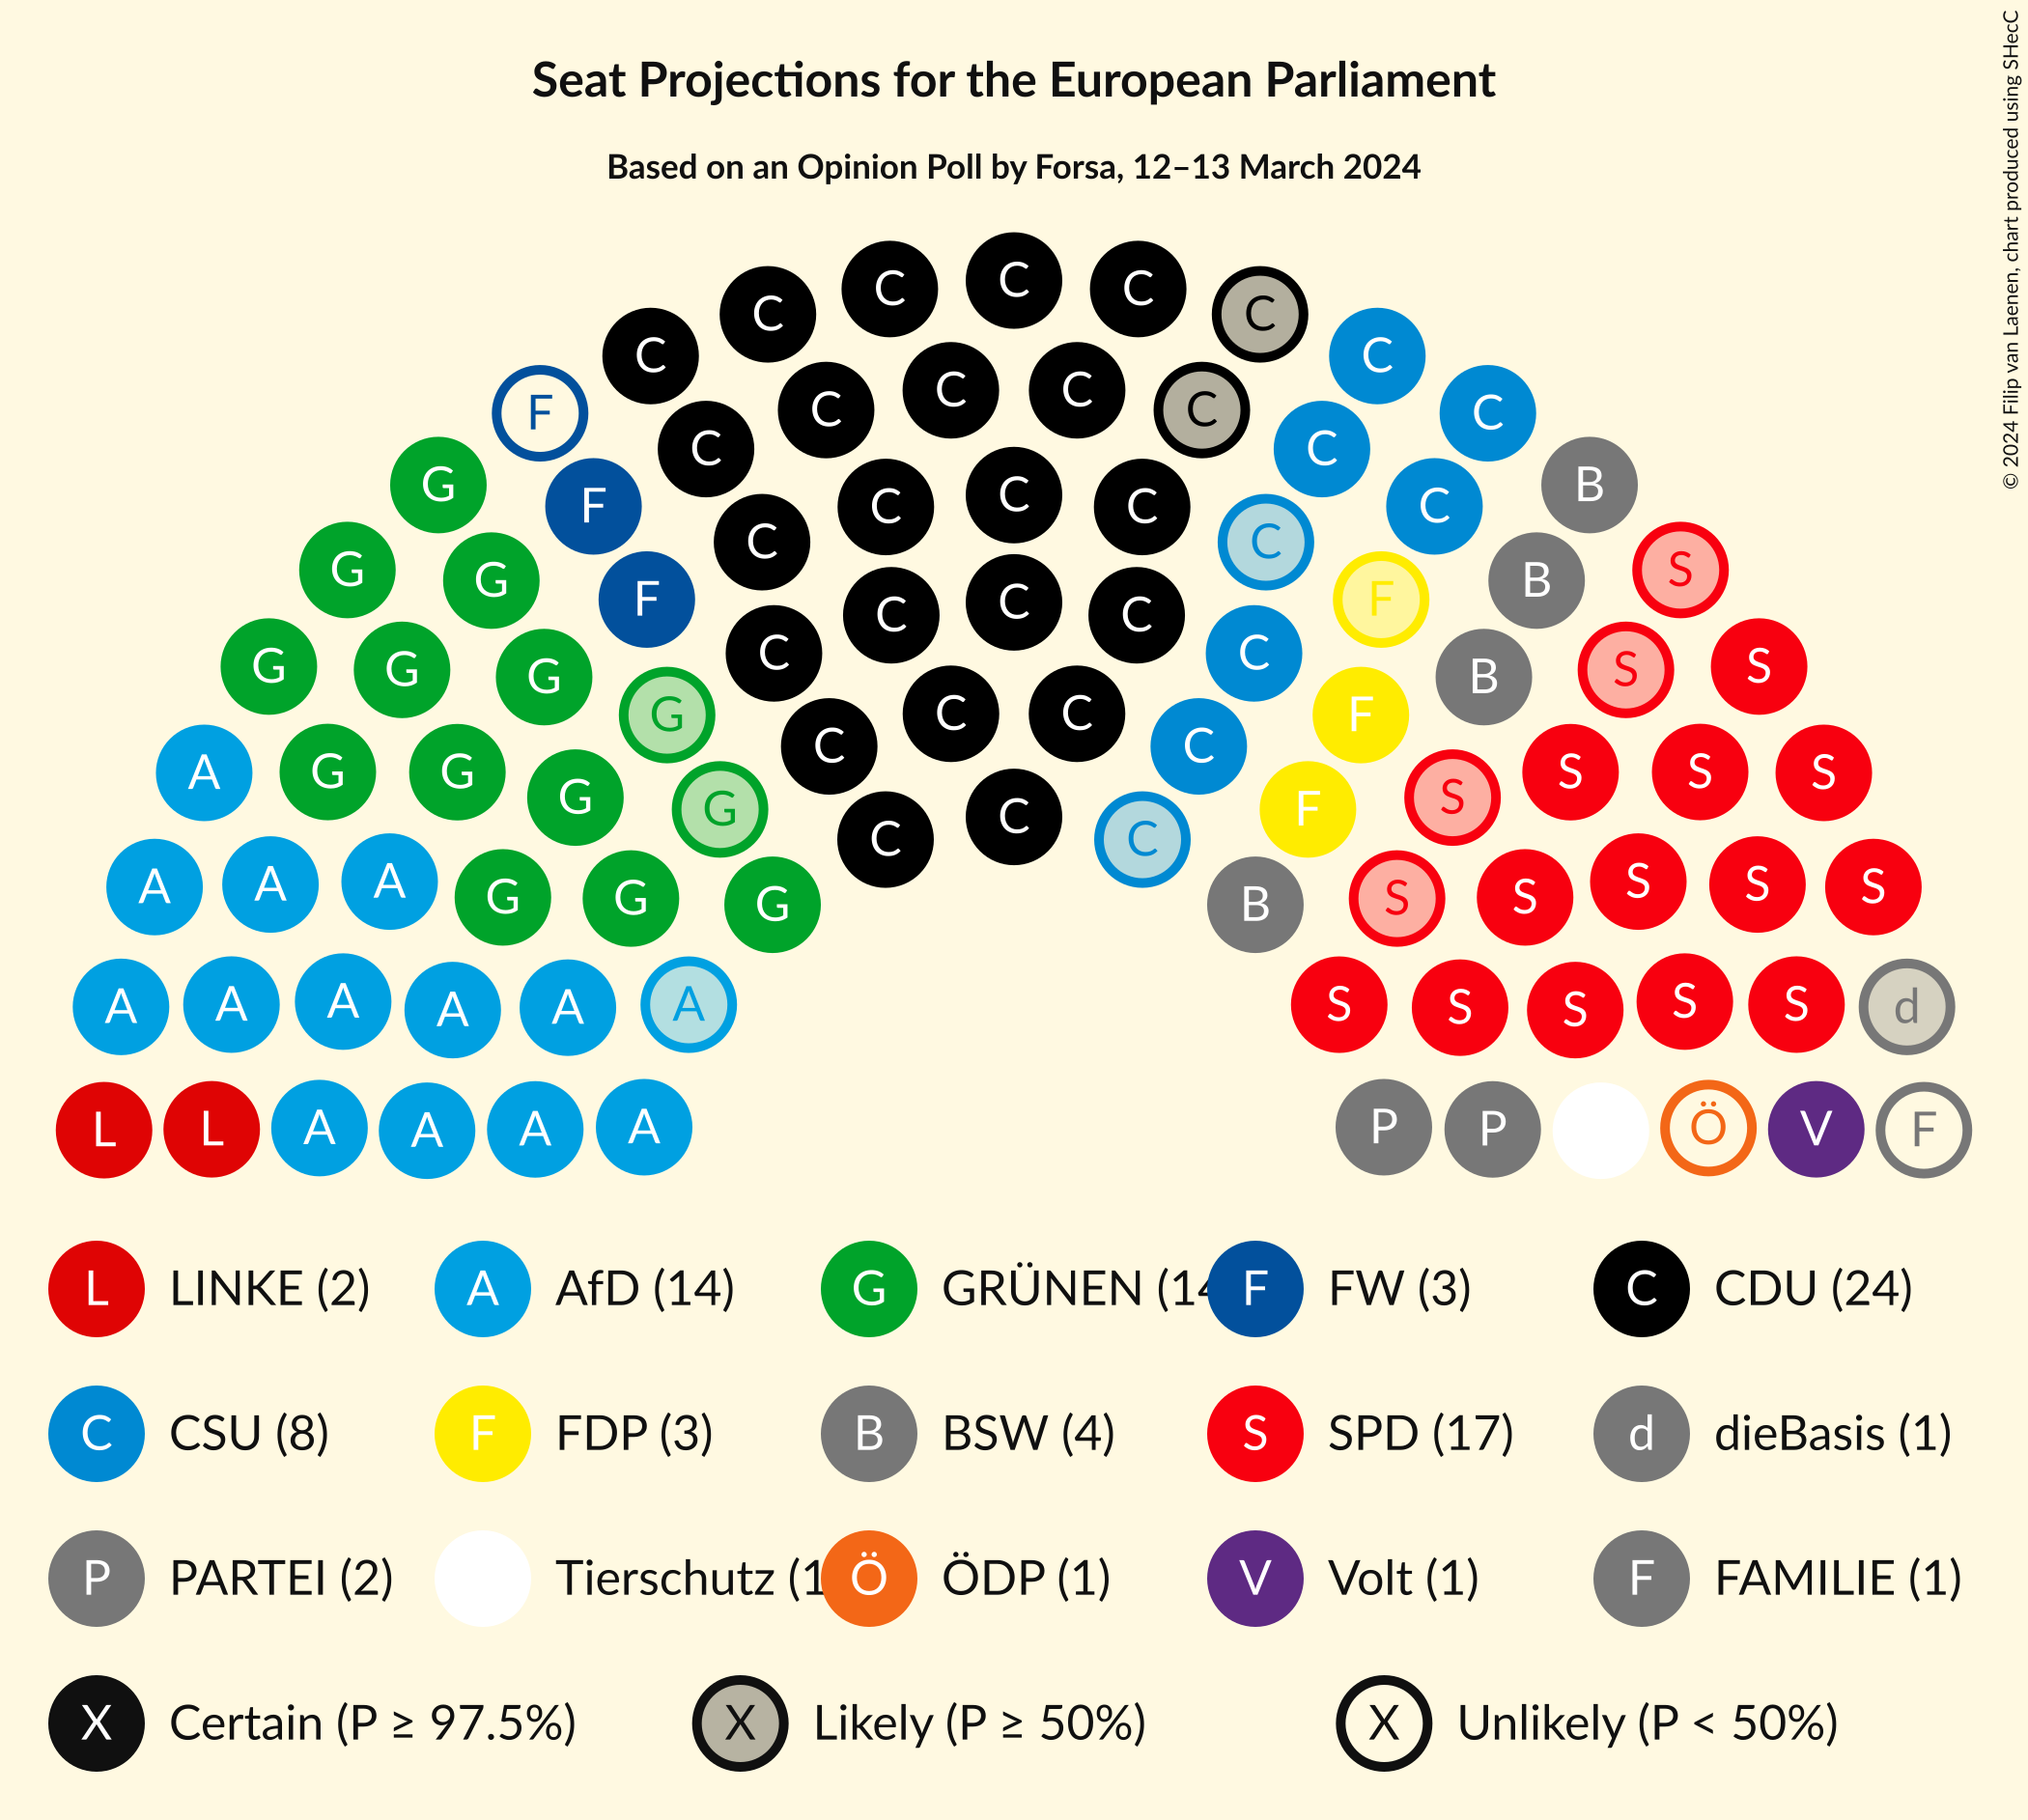 Seat Projections for the European Parliament
Based on an Opinion Poll by Forsa, 12–13 March 2024
© 2024 Filip van Laenen, chart produced using SHecC
C C C C C C
C C
F C C C C C C C
G C C B
F C C C C C
G G C C F B S
F C C C C
G G G G C C F B S S
A G G G G C C C C F S S S S
A A A G G G C C C B S S S S S
A A A A A A S S S S S d
L L A A A A P P Ö V F
L LINKE (2) A AfD (14) G GRÜNEN (14 F FW (3) C CDU (24)
C CSU (8) F FDP (3) B BSW (4) S SPD (17) d dieBasis (1)
P PARTEI (2) Tierschutz (1 Ö ÖDP (1) V Volt (1) F FAMILIE (1)
X Certain (P ≥ 97.5%) X Likely (P ≥ 50%) X Unlikely (P < 50%)